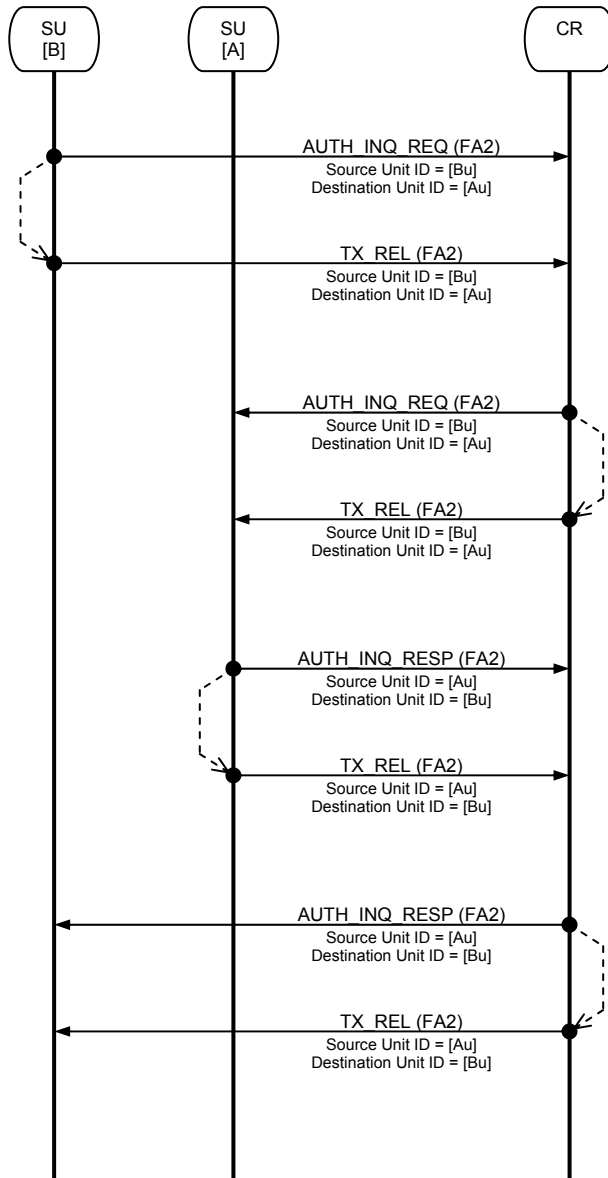 SU
[B]
SU
[A]
CR
AUTH_INQ_REQ (FA2)
Source Unit ID = [Bu]
Destination Unit ID = [Au]
TX_REL (FA2)
Source Unit ID = [Bu]
Destination Unit ID = [Au]
AUTH_INQ_REQ (FA2)
Source Unit ID = [Bu]
Destination Unit ID = [Au]
TX_REL (FA2)
Source Unit ID = [Bu]
Destination Unit ID = [Au]
AUTH_INQ_RESP (FA2)
Source Unit ID = [Au]
Destination Unit ID = [Bu]
TX_REL (FA2)
Source Unit ID = [Au]
Destination Unit ID = [Bu]
AUTH_INQ_RESP (FA2)
Source Unit ID = [Au]
Destination Unit ID = [Bu]
TX_REL (FA2)
Source Unit ID = [Au]
Destination Unit ID = [Bu]